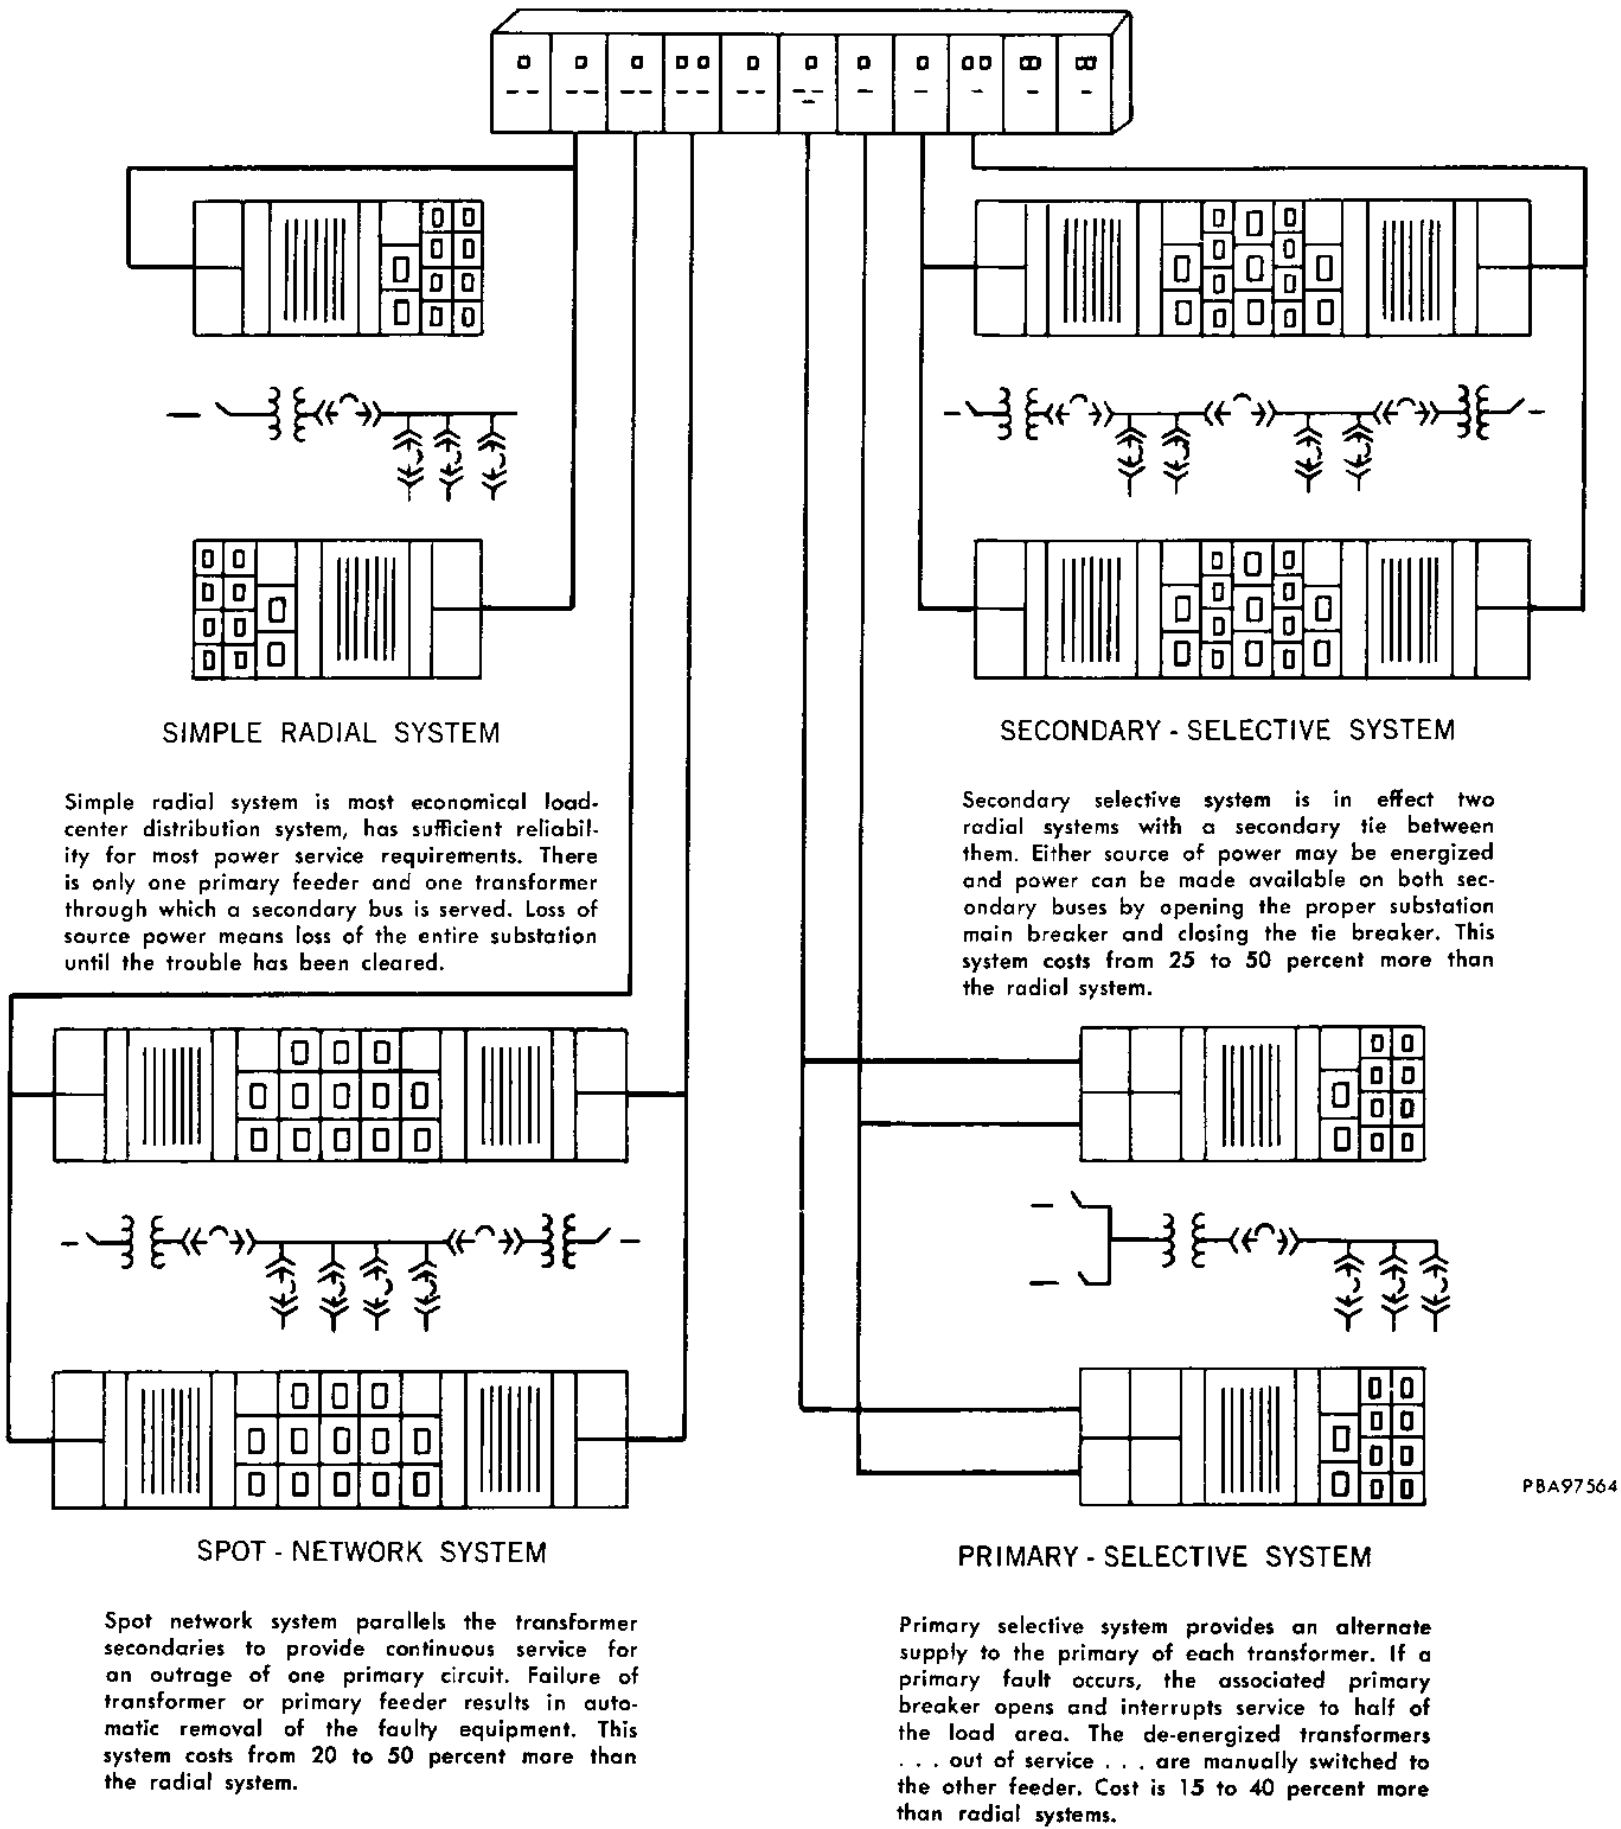 SIMPLE RADIAL SYSTEM
Simple radial system is most economical load-
center distribution system, has sufficient reliabil-
ity for most power service requirements. There
is only one primary feeder and one transformer
through which a secondary bus is served. Loss of
source power means loss of the entire substation
until the trouble has been cleared.
SECONDARY - SELECTIVE SYSTEM
Secondary selective system is in effect two
radial systems with a secondary tie between
them. Either source of power may be energized
and power can be made available on both sec-
ondary buses by opening the proper substation
main breaker and closing the tie breaker. This
system costs from 25 to 50 percent more than
the radial system.
SPOT - NETWORK SYSTEM
Spot network system parallels the transformer
secondaries to provide continuous service for
an outrage of one primary circuit. Failure of
transformer or primary feeder results in auto-
matic removal of the faulty equipment. This
system costs from 20 to 50 percent more than
the radial system.
PBA97564
PRIMARY - SELECTIVE SYSTEM
Primary selective system provides an alternate
supply to the primary of each transformer. If a
primary fault occurs, the associated primary
breaker opens and interrupts service to half of
the load area. The de-energized transformers
. . . out of service . . . are manually switched to
the other feeder. Cost is 15 to 40 percent more
than radial systems.